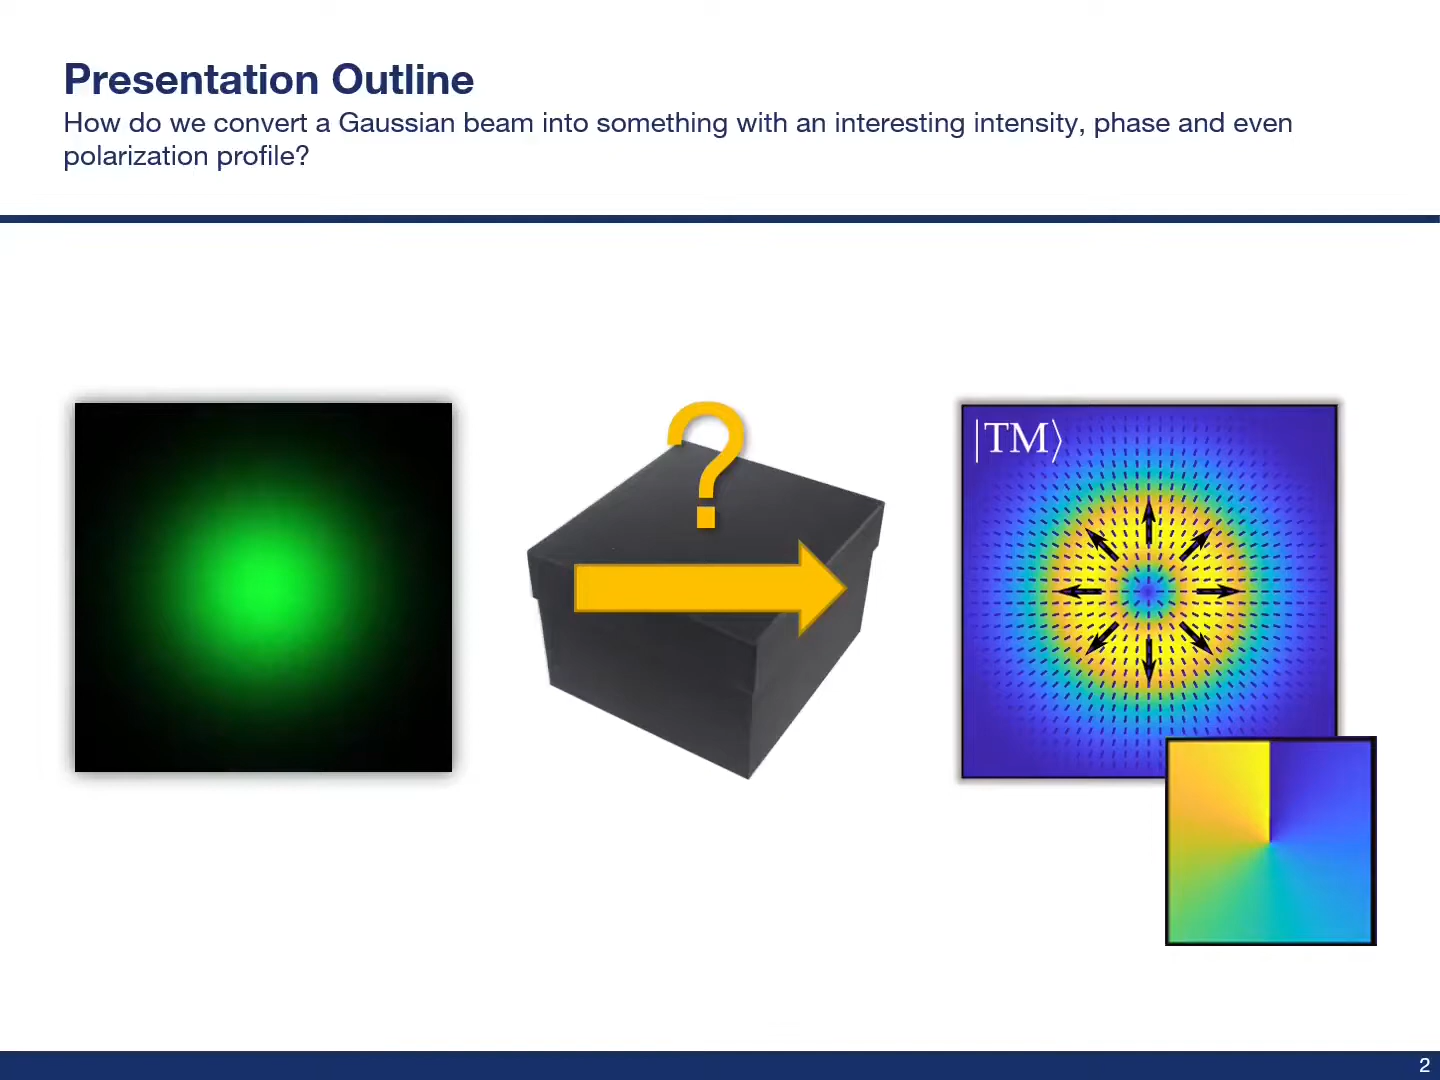 Presentation Outline
How do we convert a Gaussian beam into something with an interesting intensity, phase and even
polarization profile?
?
|TM⟩
2